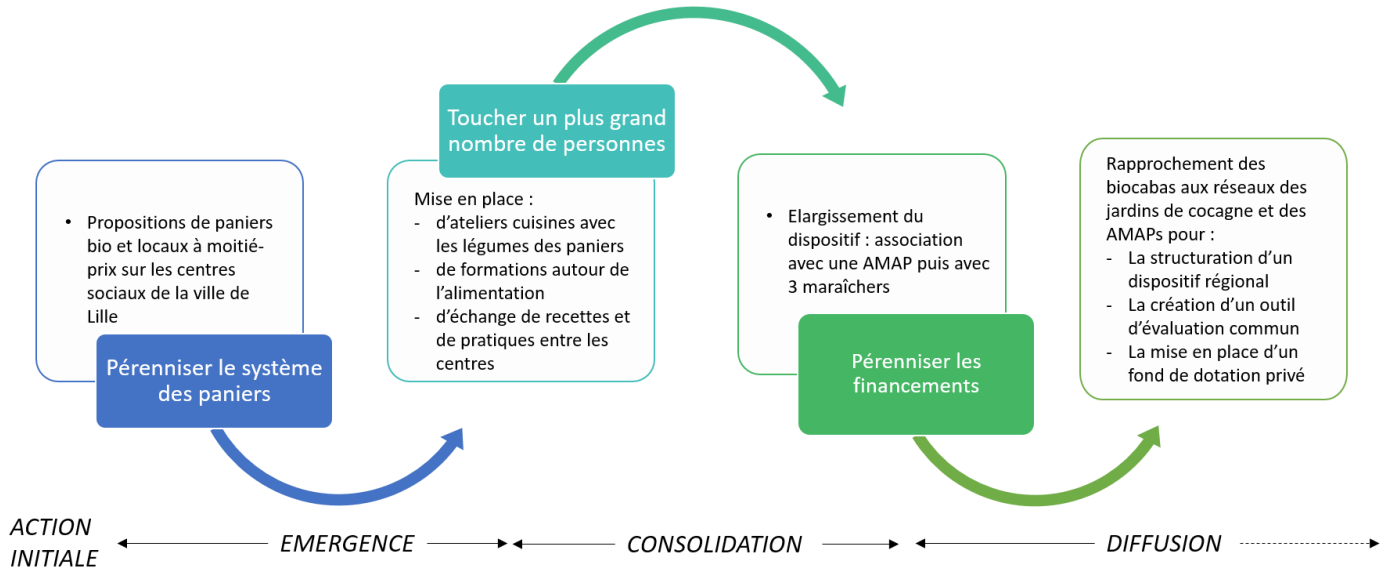 • Propositions de paniers
bio et locaux à moitié-
prix sur les centres
sociaux de la ville de
Lille
Pérenniser le système
des paniers
Toucher un plus grand
nombre de personnes
Mise en place :
- d’ateliers cuisines avec
les légumes des paniers
- de formations autour de
l’alimentation
- d’échange de recettes et
de pratiques entre les
centres
• Elargissement du
dispositif : association
avec une AMAP puis avec
3 maraîchers
Pérenniser les
financements
Rapprochement des
biocabas aux réseaux des
jardins de cocagne et des
AMAPs pour :
- La structuration d’un
dispositif régional
- La création d’un outil
d’évaluation commun
- La mise en place d’un
fond de dotation privé
ACTION
INITIALE
EMERGENCE
CONSOLIDATION
DIFFUSION